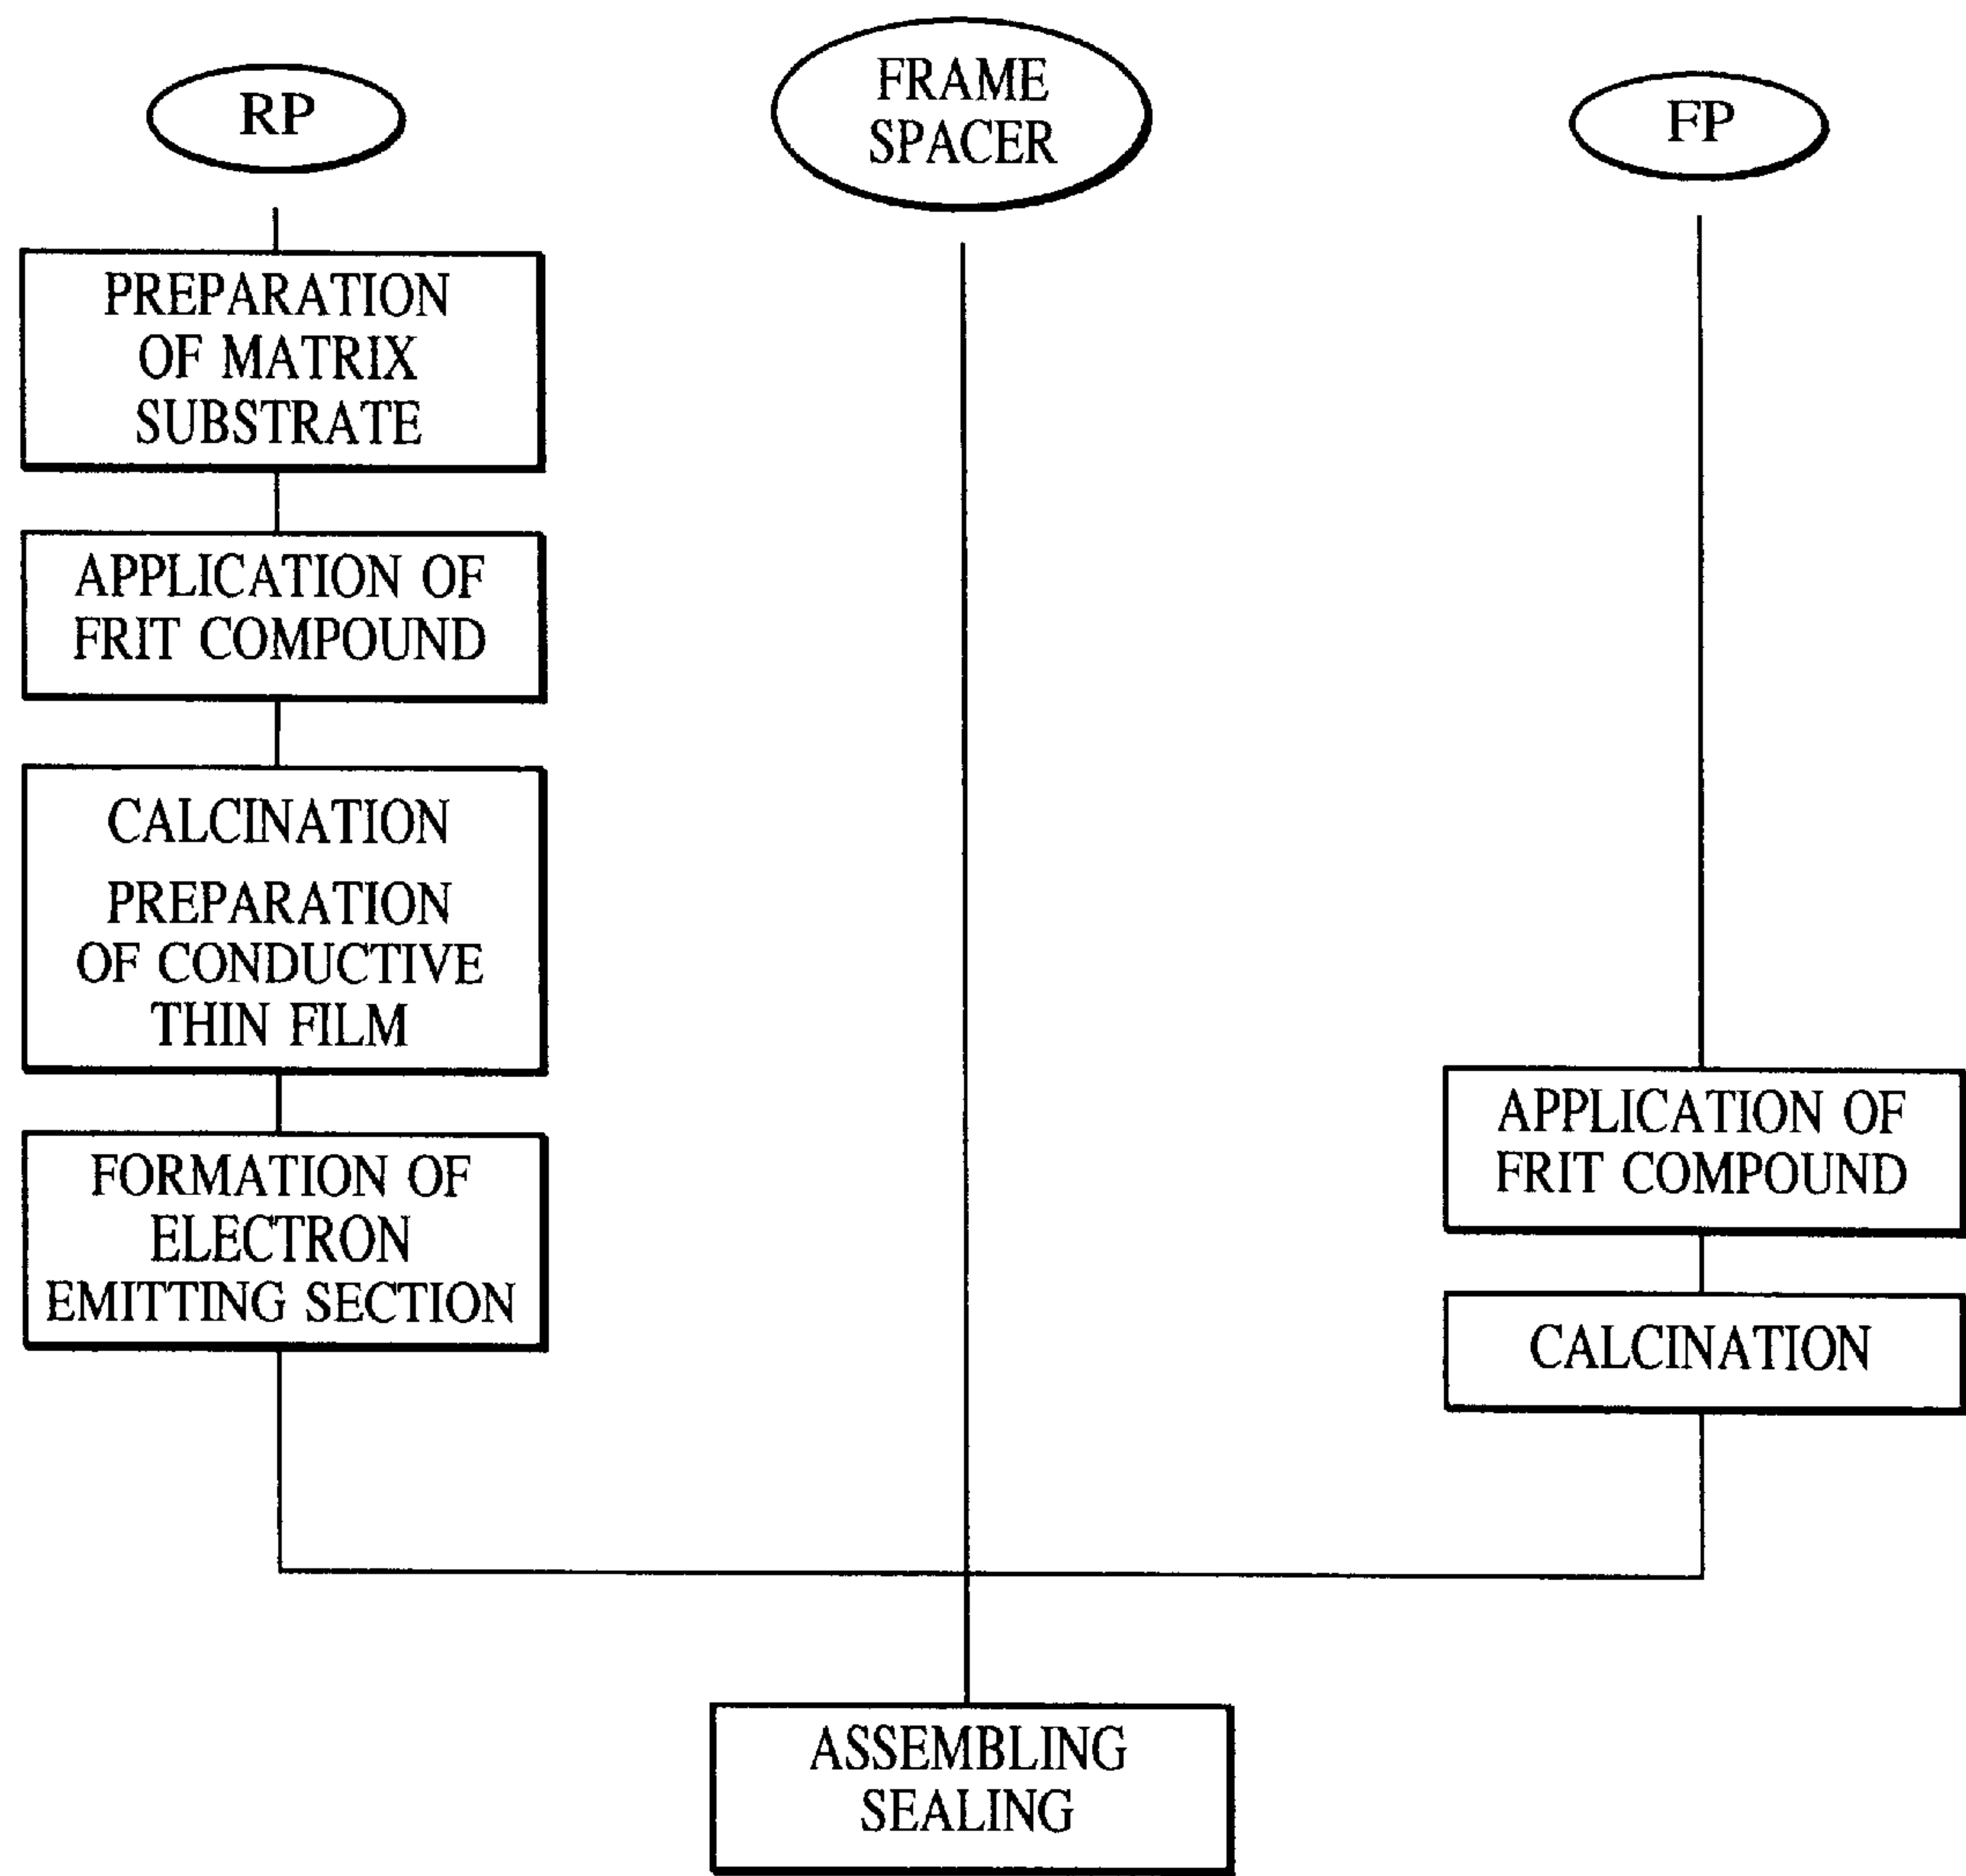 RP
FRAME
SPACER
FP
PREPARATION
OF MATRIX
SUBSTRATE
APPLICATION OF
FRIT COMPOUND
CALCINATION
PREPARATION
OF CONDUCTIVE
THIN FILM
FORMATION OF
ELECTRON
EMITTING SECTION
APPLICATION OF
FRIT COMPOUND
CALCINATION
ASSEMBLING
SEALING